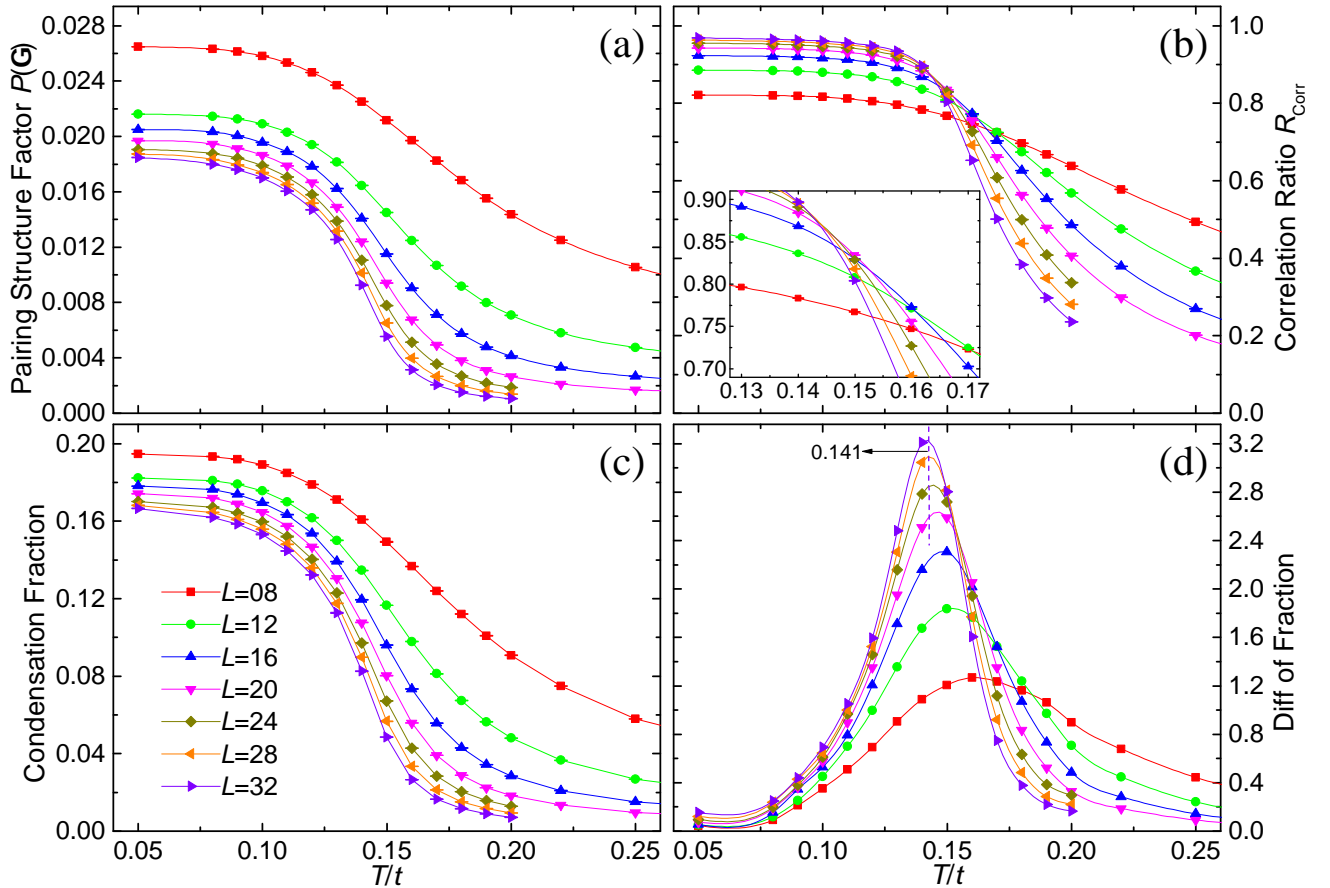 (a)
Pairing Structure Factor P(G)
0.028
0.024
0.020
0.016
0.012
0.008
0.004
0.000
(b)
1.0
0.8
0.6
0.4
0.2
0.0
Correlation Ratio R_Corr
0.90
0.85
0.80
0.75
0.70
0.13 0.14 0.15 0.16 0.17
(c)
Condensation Fraction
0.20
0.16
0.12
0.08
0.04
0.00
L=08
L=12
L=16
L=20
L=24
L=28
L=32
0.05 0.10 0.15 0.20 0.25
T/t
(d)
0.141
3.2
2.8
2.4
2.0
1.6
1.2
0.8
0.4
0.0
Diff of Fraction
0.05 0.10 0.15 0.20 0.25
T/t